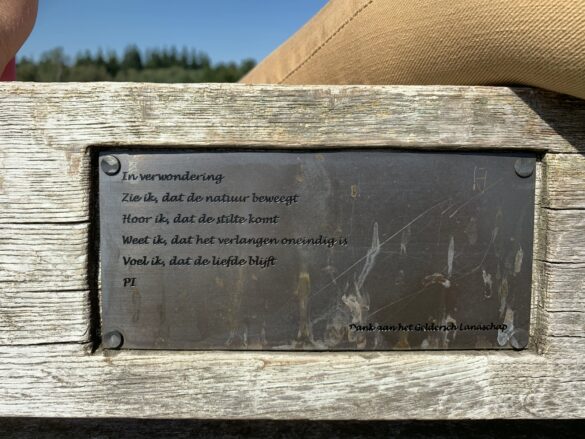 In verwondering
Zie ik, dat de natuur beweegt
Hoor ik, dat de stilte komt
Weet ik, dat het verlangen oneindig is
Voel ik, dat de liefde blijft
PI
Dank aan het Geldersch Landschap